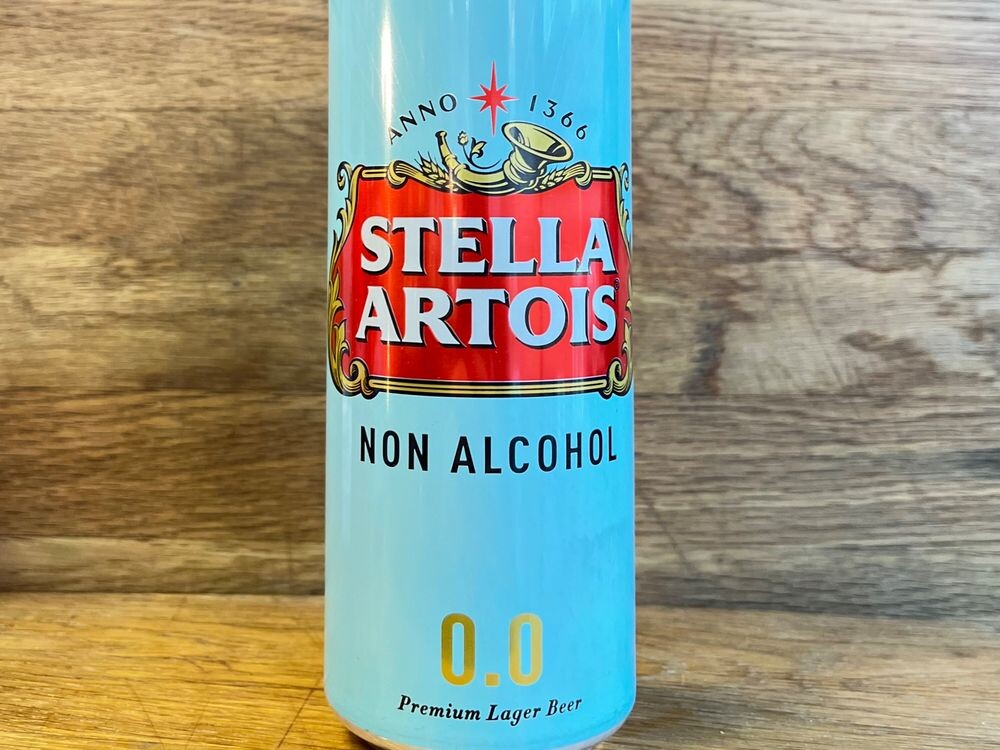 ANNO 1366
STELLA
ARTOIS
NON ALCOHOL
0.0
Premium Lager Beer